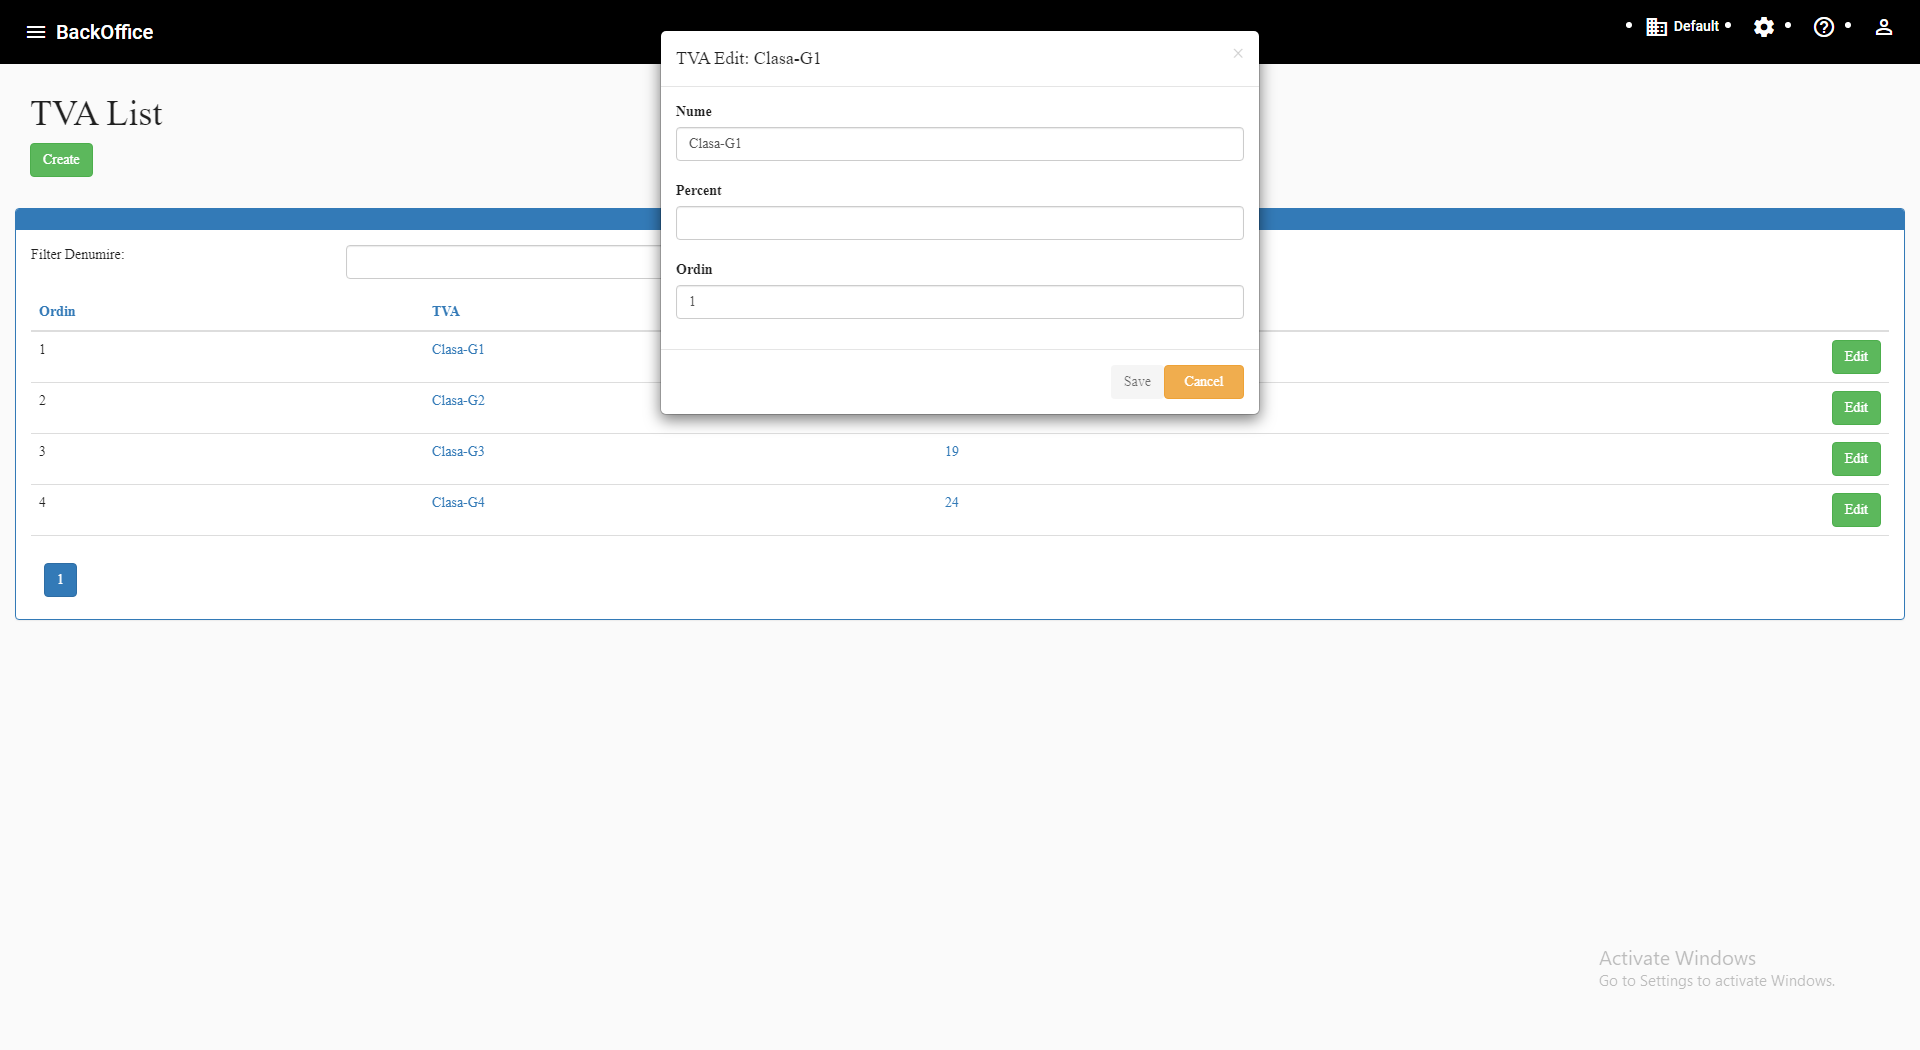 BackOffice
Default
TVA List
Create
TVA Edit: Clasa-G1
×
Nume
Clasa-G1
Percent
Ordin
1
Save
Cancel
Filter Denumire:
Ordin TVA
1 Clasa-G1 Edit
2 Clasa-G2 Edit
3 Clasa-G3 19 Edit
4 Clasa-G4 24 Edit
1
Activate Windows
Go to Settings to activate Windows.